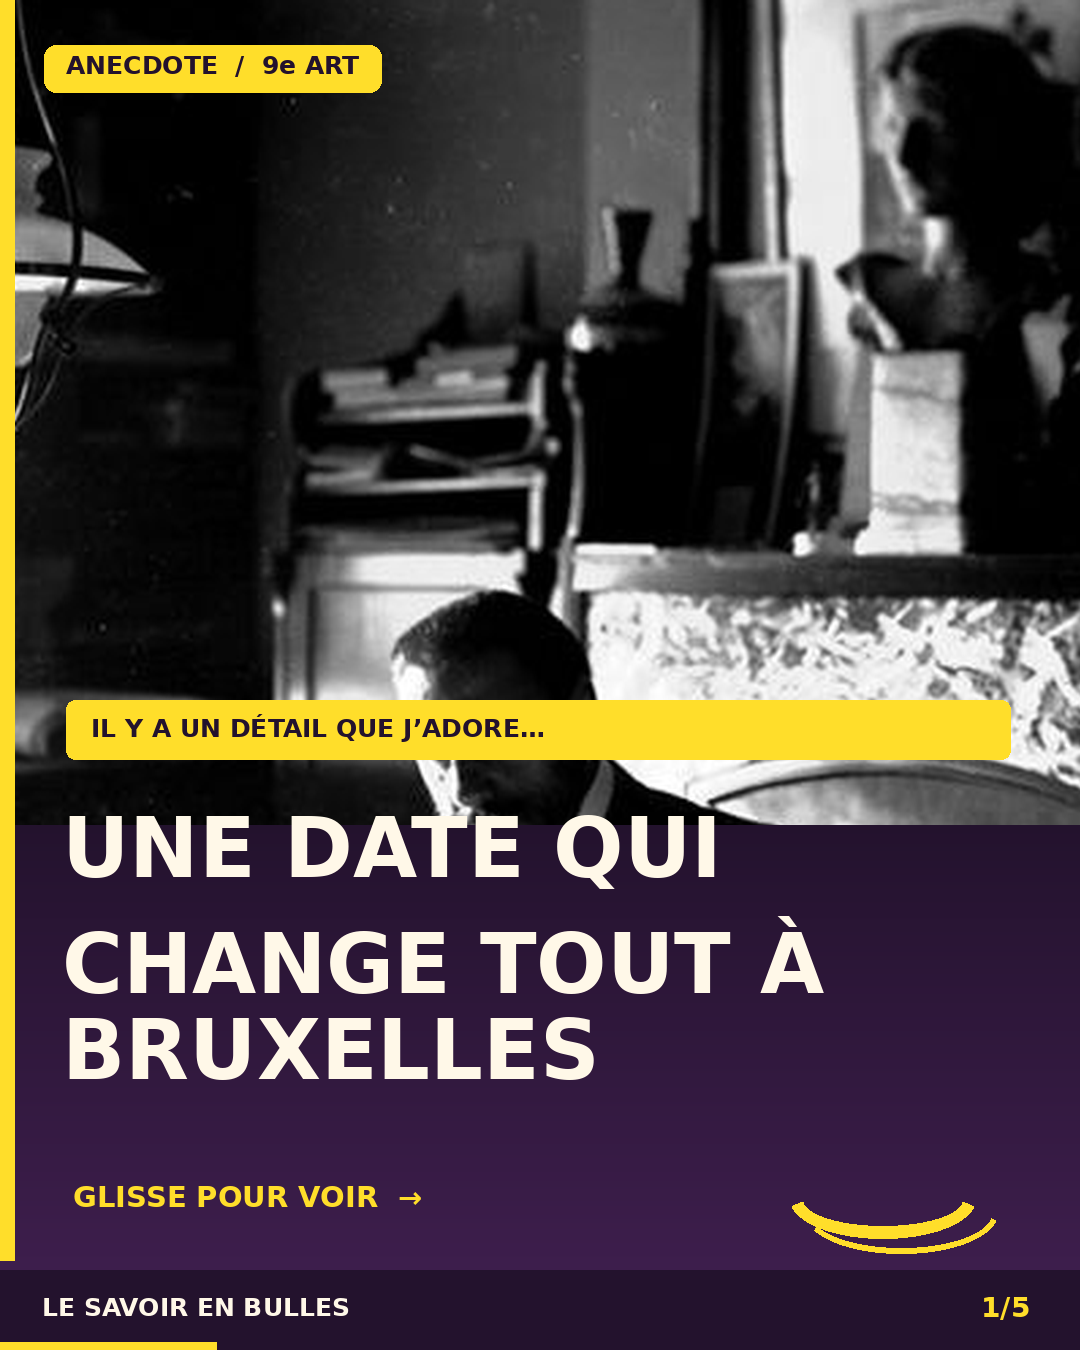 ANECDOTE / 9e ART
IL Y A UN DÉTAIL QUE J’ADORE…
UNE DATE QUI
CHANGE TOUT À
BRUXELLES
GLISSE POUR VOIR →
LE SAVOIR EN BULLES
1/5